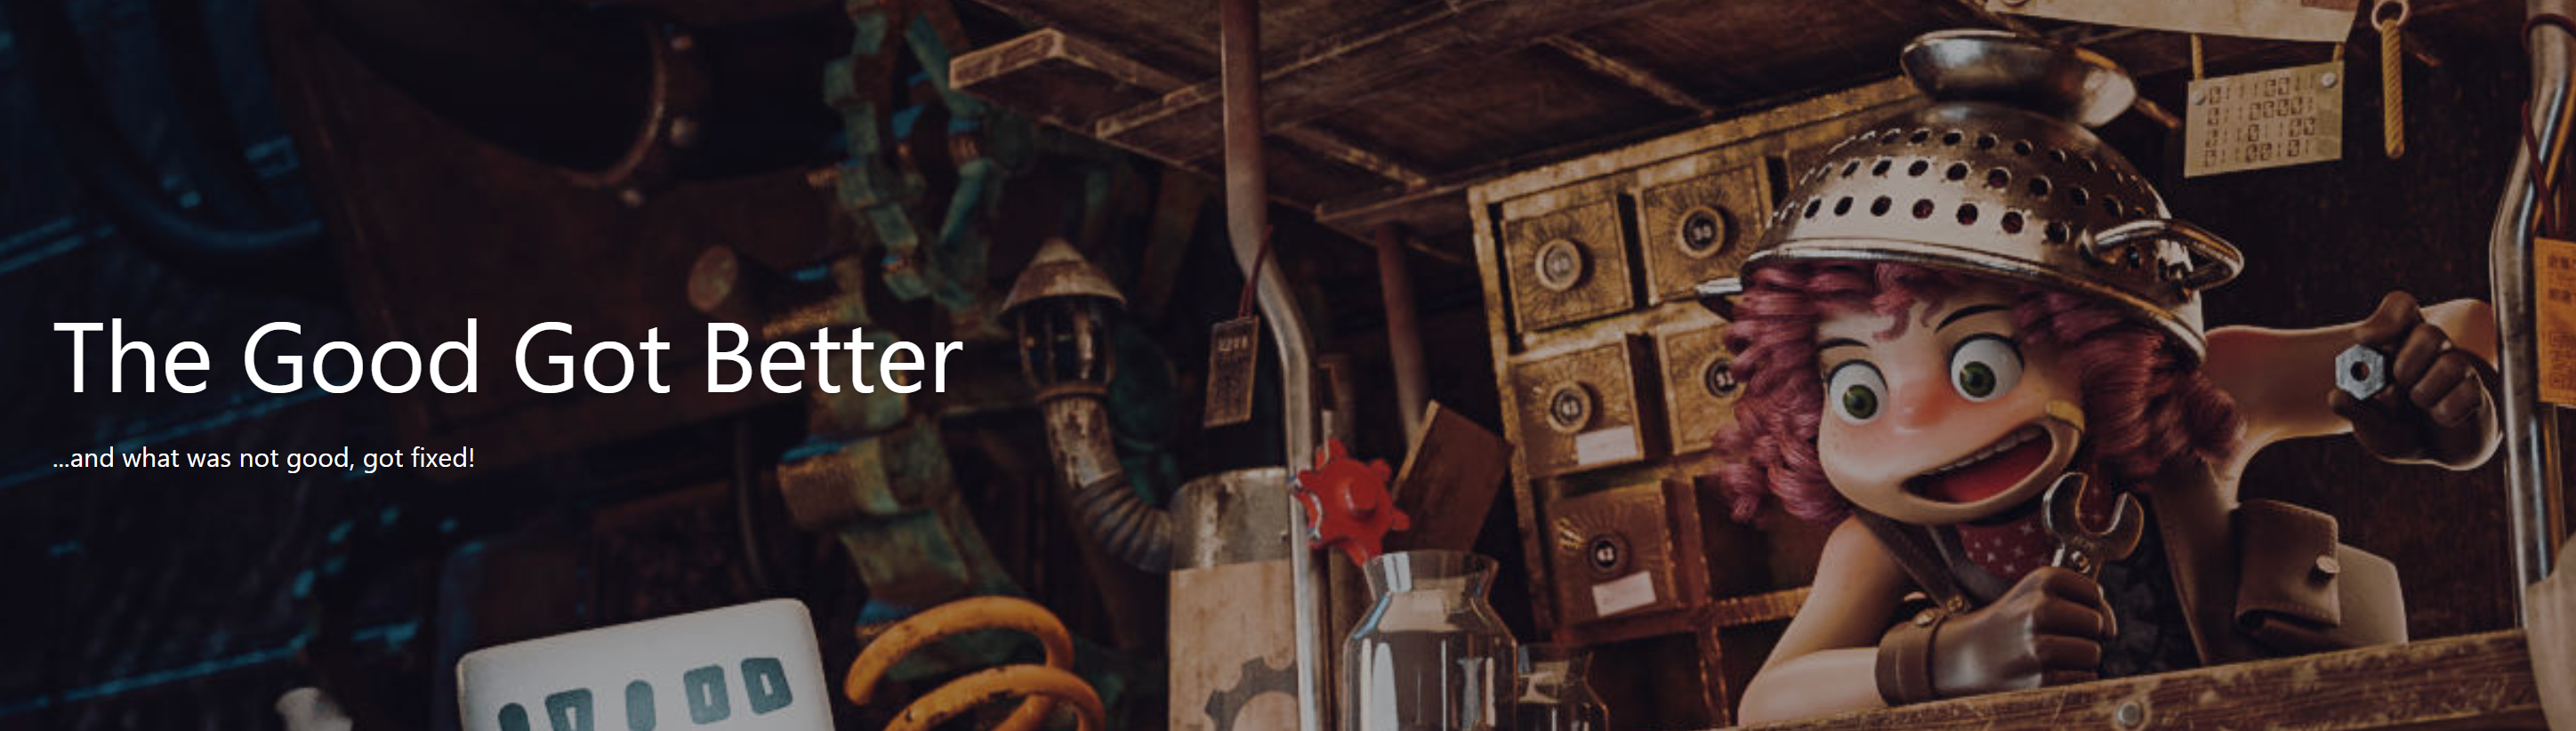 The Good Got Better
...and what was not good, got fixed!